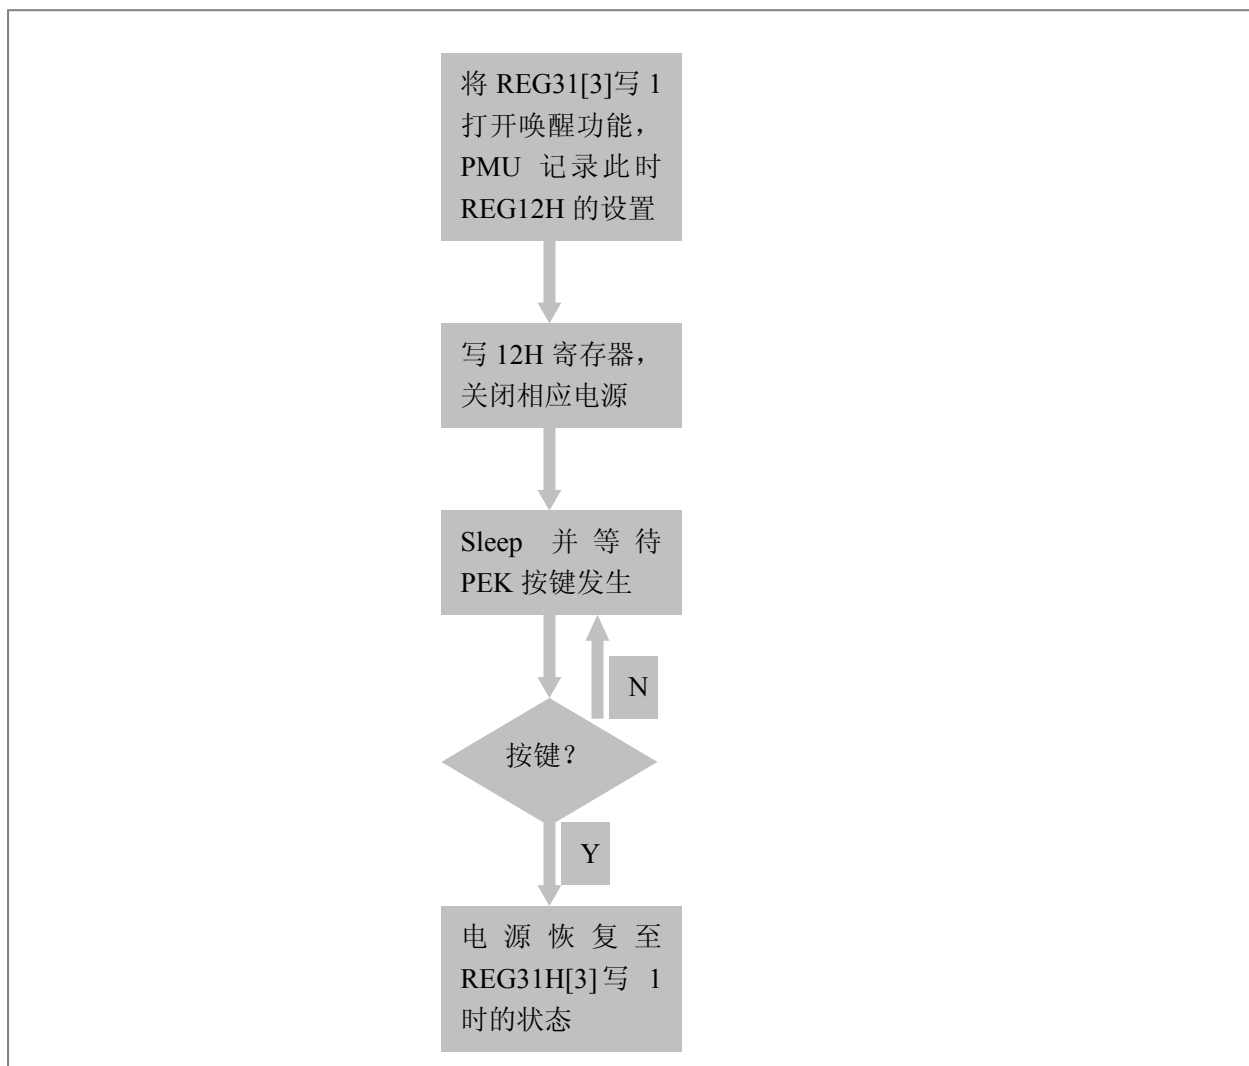 将 REG31[3]写 1
打开唤醒功能，
PMU 记录此时
REG12H 的设置
写 12H 寄存器，
关闭相应电源
Sleep 并等待
PEK 按键发生
N
按键？
Y
电源恢复至
REG31H[3]写 1
时的状态